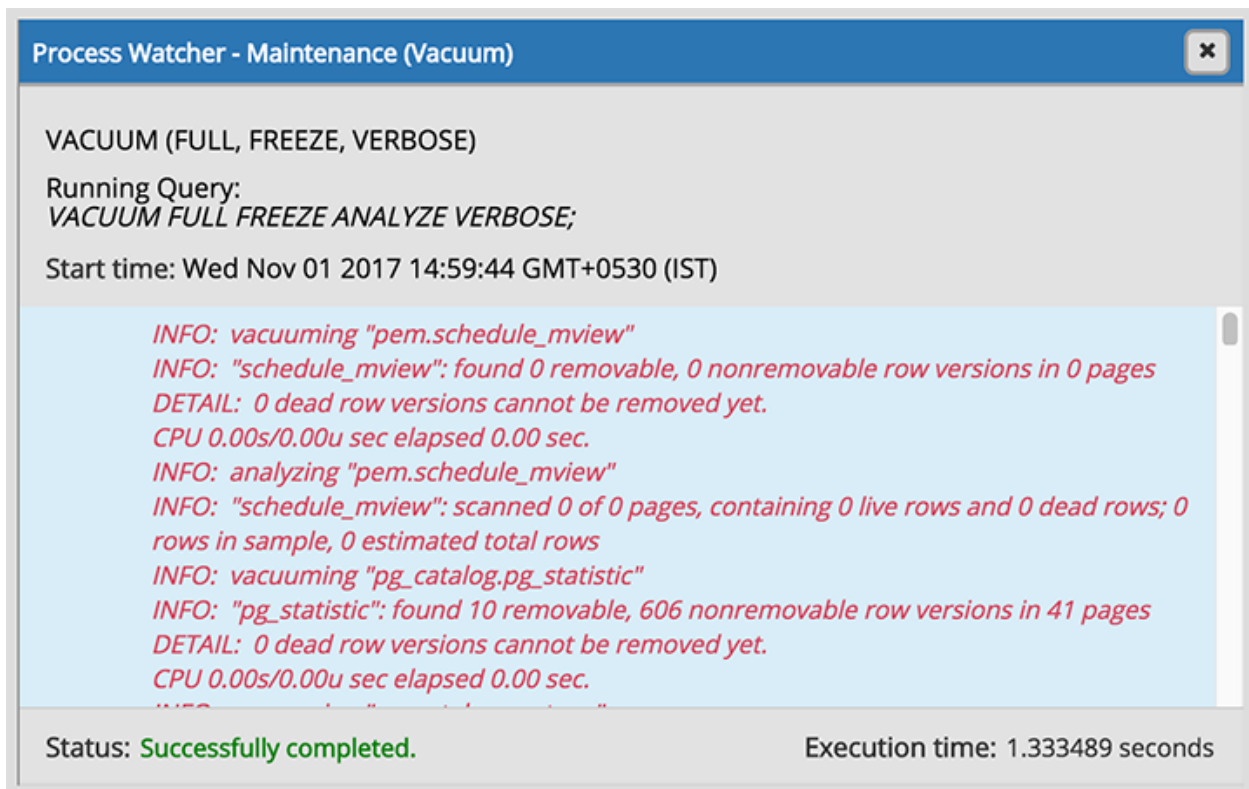 Process Watcher - Maintenance (Vacuum)
VACUUM (FULL, FREEZE, VERBOSE)
Running Query:
VACUUM FULL FREEZE ANALYZE VERBOSE;
Start time: Wed Nov 01 2017 14:59:44 GMT+0530 (IST)
INFO: vacuuming "pem.schedule_mview"
INFO: "schedule_mview": found 0 removable, 0 nonremovable row versions in 0 pages
DETAIL: 0 dead row versions cannot be removed yet.
CPU 0.00s/0.00u sec elapsed 0.00 sec.
INFO: analyzing "pem.schedule_mview"
INFO: "schedule_mview": scanned 0 of 0 pages, containing 0 live rows and 0 dead rows; 0
rows in sample, 0 estimated total rows
INFO: vacuuming "pg_catalog.pg_statistic"
INFO: "pg_statistic": found 10 removable, 606 nonremovable row versions in 41 pages
DETAIL: 0 dead row versions cannot be removed yet.
CPU 0.00s/0.00u sec elapsed 0.00 sec.
Status: Successfully completed.
Execution time: 1.333489 seconds